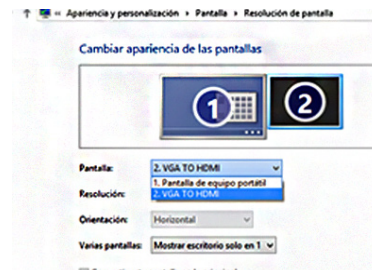 « Apariencia y personalización › Pantalla › Resolución de pantalla
Cambiar apariencia de las pantallas
1 2
Pantalla: 2. VGA TO HDMI
1. Pantalla de equipo portátil
2. VGA TO HDMI
Resolución:
Orientación: Horizontal
Varias pantallas: Mostrar escritorio solo en 1